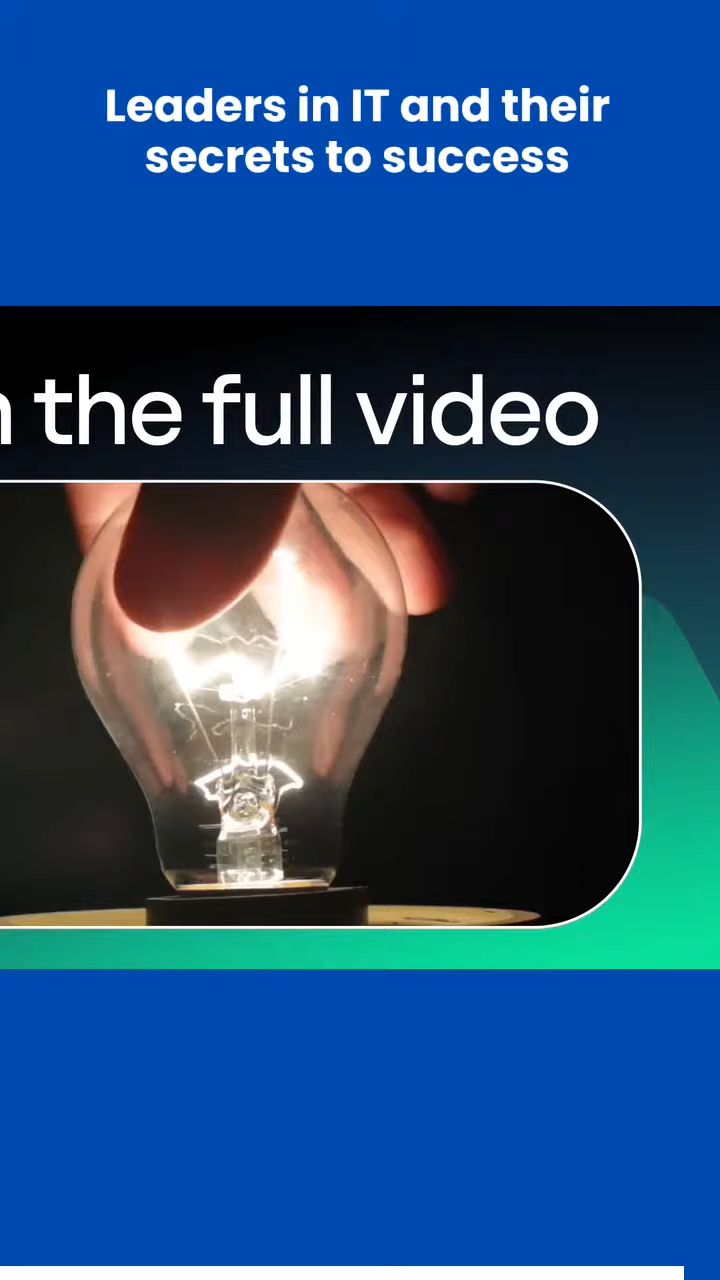 Leaders in IT and their
secrets to success
the full video